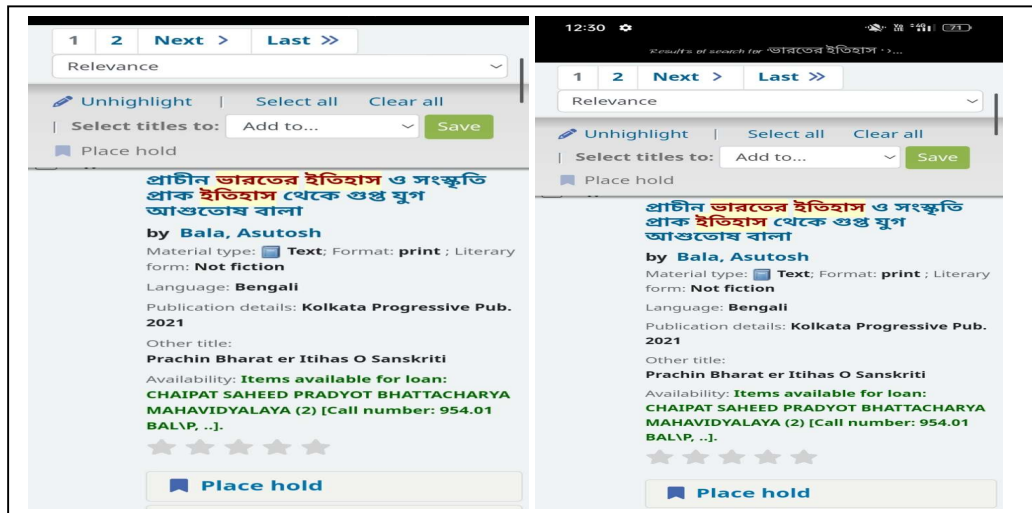 1 2 Next > Last >>
Relevance
Unhighlight | Select all Clear all
| Select titles to: Add to... Save
Place hold
প্রাচীন ভারতের ইতিহাস ও সংস্কৃতি
প্রাক ইতিহাস থেকে গুপ্ত যুগ
আশুতোষ বালা
by Bala, Asutosh
Material type: Text; Format: print ; Literary
form: Not fiction
Language: Bengali
Publication details: Kolkata Progressive Pub.
2021
Other title:
Prachin Bharat er Itihas O Sanskriti
Availability: Items available for loan:
CHAIPAT SAHEED PRADYOT BHATTACHARYA
MAHAVIDYALAYA (2) [Call number: 954.01
BAL\P, ..].
Place hold
12:30 71
Results of search for 'ভারতের ইতিহাস'
1 2 Next > Last >>
Relevance
Unhighlight | Select all Clear all
| Select titles to: Add to... Save
Place hold
প্রাচীন ভারতের ইতিহাস ও সংস্কৃতি
প্রাক ইতিহাস থেকে গুপ্ত যুগ
আশুতোষ বালা
by Bala, Asutosh
Material type: Text; Format: print ; Literary
form: Not fiction
Language: Bengali
Publication details: Kolkata Progressive Pub.
2021
Other title:
Prachin Bharat er Itihas O Sanskriti
Availability: Items available for loan:
CHAIPAT SAHEED PRADYOT BHATTACHARYA
MAHAVIDYALAYA (2) [Call number: 954.01
BAL\P, ..].
Place hold